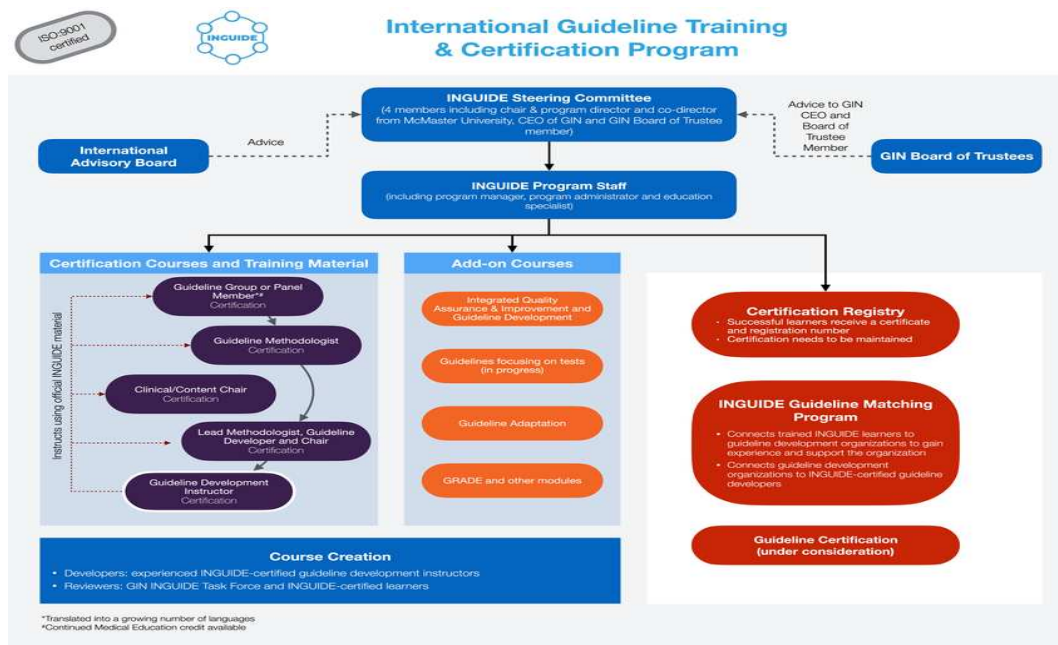 ISO:9001
certified
INGUIDE
International Guideline Training
& Certification Program
INGUIDE Steering Committee
(4 members including chair & program director and co-director
from McMaster University, CEO of GIN and GIN Board of Trustee
member)
International
Advisory Board
Advice
Advice to GIN
CEO and
Board of
Trustee
Member
GIN Board of Trustees
INGUIDE Program Staff
(including program manager, program administrator and education
specialist)
Certification Courses and Training Material
Instructs using official INGUIDE material
Guideline Group or Panel
Member*#
Certification
Guideline Methodologist
Certification
Clinical/Content Chair
Certification
Lead Methodologist, Guideline
Developer and Chair
Certification
Guideline Development
Instructor
Certification
Add-on Courses
Integrated Quality
Assurance & Improvement and
Guideline Development
Guidelines focusing on tests
(in progress)
Guideline Adaptation
GRADE and other modules
Certification Registry
• Successful learners receive a certificate
and registration number
• Certification needs to be maintained
INGUIDE Guideline Matching
Program
• Connects trained INGUIDE learners to
guideline development organizations to gain
experience and support the organization
• Connects guideline development
organizations to INGUIDE-certified guideline
developers
Guideline Certification
(under consideration)
Course Creation
• Developers: experienced INGUIDE-certified guideline development instructors
• Reviewers: GIN INGUIDE Task Force and INGUIDE-certified learners
*Translated into a growing number of languages
#Continued Medical Education credit available